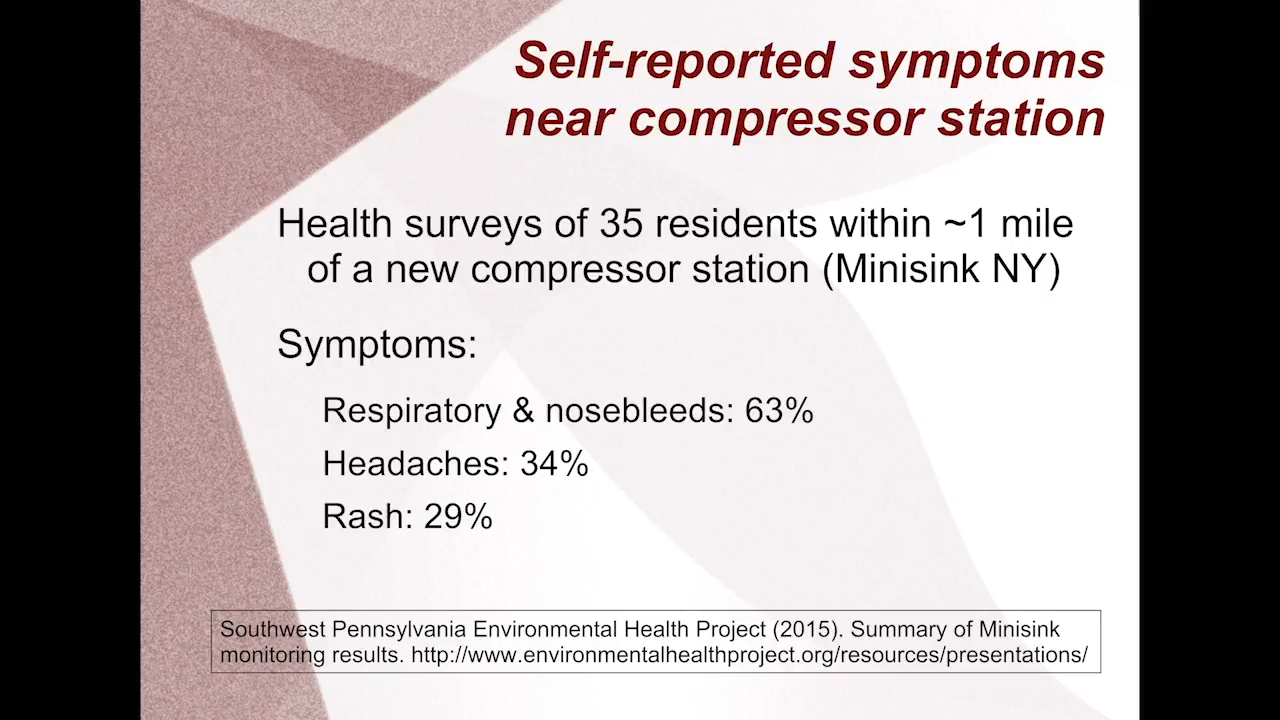 Self-reported symptoms
near compressor station
Health surveys of 35 residents within ~1 mile
of a new compressor station (Minisink NY)
Symptoms:
Respiratory & nosebleeds: 63%
Headaches: 34%
Rash: 29%
Southwest Pennsylvania Environmental Health Project (2015). Summary of Minisink
monitoring results. http://www.environmentalhealthproject.org/resources/presentations/